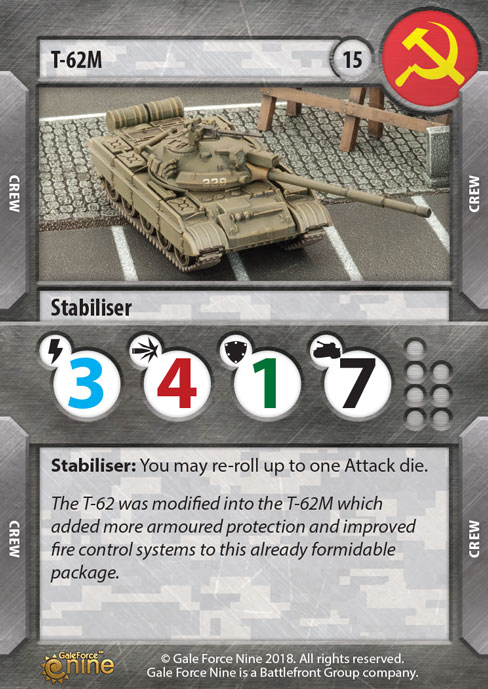 T-62M
15
CREW
CREW
Stabiliser
3
4
1
7
Stabiliser: You may re-roll up to one Attack die.
The T-62 was modified into the T-62M which
added more armoured protection and improved
fire control systems to this already formidable
package.
CREW
CREW
GaleForce™
nine
© Gale Force Nine 2018. All rights reserved.
Gale Force Nine is a Battlefront Group company.